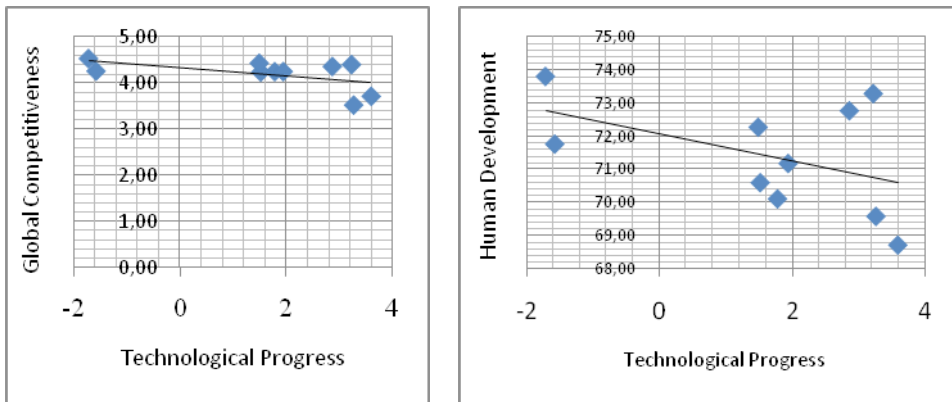 Global Competitiveness
5,00
4,00
3,00
2,00
1,00
0,00
-2 0 2 4
Technological Progress
Human Development
75,00
74,00
73,00
72,00
71,00
70,00
69,00
68,00
-2 0 2 4
Technological Progress